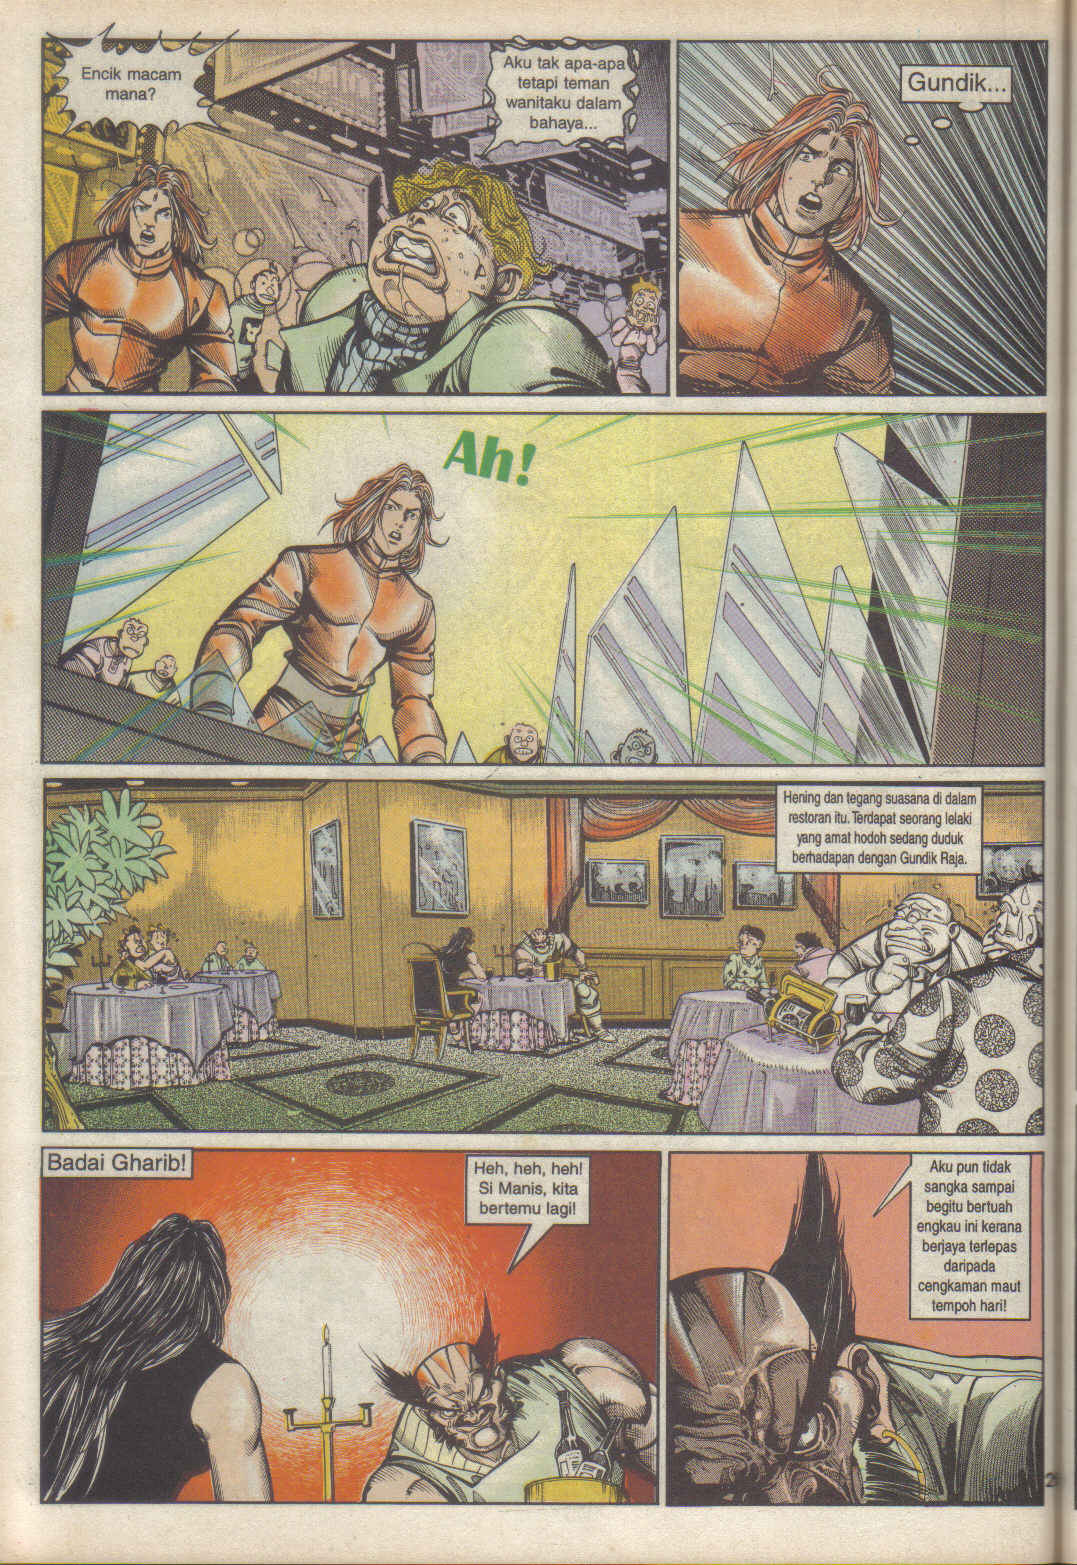 Encik macam
mana?
Aku tak apa-apa
tetapi teman
wanitaku dalam
bahaya...
Gundik...
Ah!
Hening dan tegang suasana di dalam
restoran itu. Terdapat seorang lelaki
yang amat hodoh sedang duduk
berhadapan dengan Gundik Raja.
Badai Gharib!
Heh, heh, heh!
Si Manis, kita
bertemu lagi!
Aku pun tidak
sangka sampai
begitu bertuah
engkau ini kerana
berjaya terlepas
daripada
cengkaman maut
tempoh hari!
2